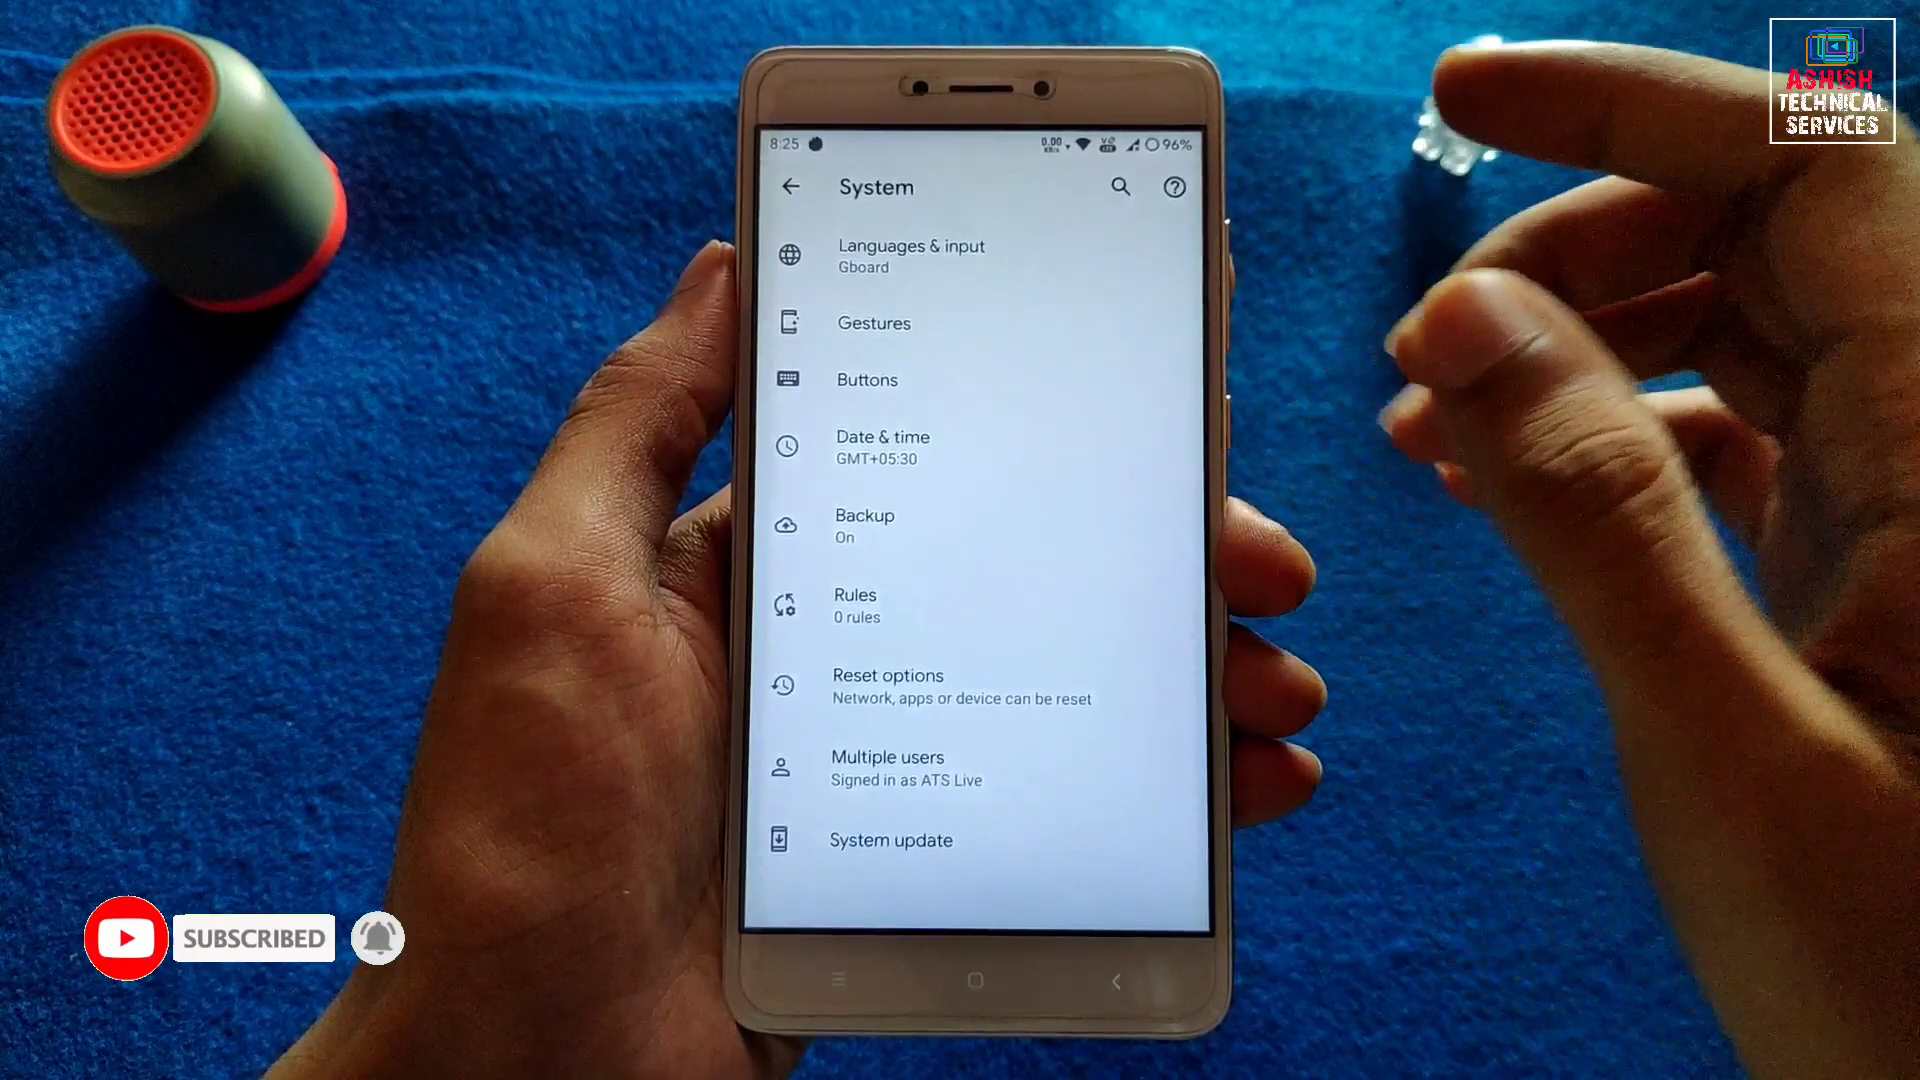 8:25
0.00
96%
System
Languages & input
Gboard
Gestures
Buttons
Date & time
GMT+05:30
Backup
On
Rules
0 rules
Reset options
Network, apps or device can be reset
Multiple users
Signed in as ATS Live
System update
SUBSCRIBED
ASHISH
TECHNICAL
SERVICES